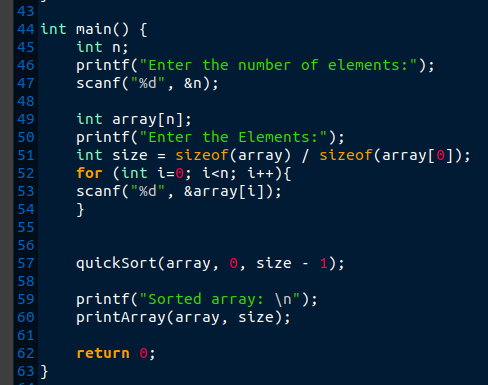 43
44 int main() {
45     int n;
46     printf("Enter the number of elements:");
47     scanf("%d", &n);
48
49     int array[n];
50     printf("Enter the Elements:");
51     int size = sizeof(array) / sizeof(array[0]);
52     for (int i=0; i<n; i++){
53     scanf("%d", &array[i]);
54     }
55
56
57     quickSort(array, 0, size - 1);
58
59     printf("Sorted array: \n");
60     printArray(array, size);
61
62     return 0;
63 }